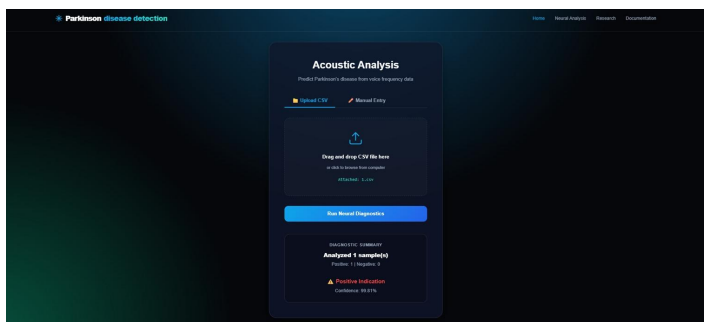 Parkinson disease detection
Home Neural Analysis Research Documentation
Acoustic Analysis
Predict Parkinson's disease from voice frequency data
Upload CSV Manual Entry
Drag and drop CSV file here
or click to browse from computer
Attached: 1.csv
Run Neural Diagnostics
DIAGNOSTIC SUMMARY
Analyzed 1 sample(s)
Positive: 1 | Negative: 0
Positive Indication
Confidence: 99.61%